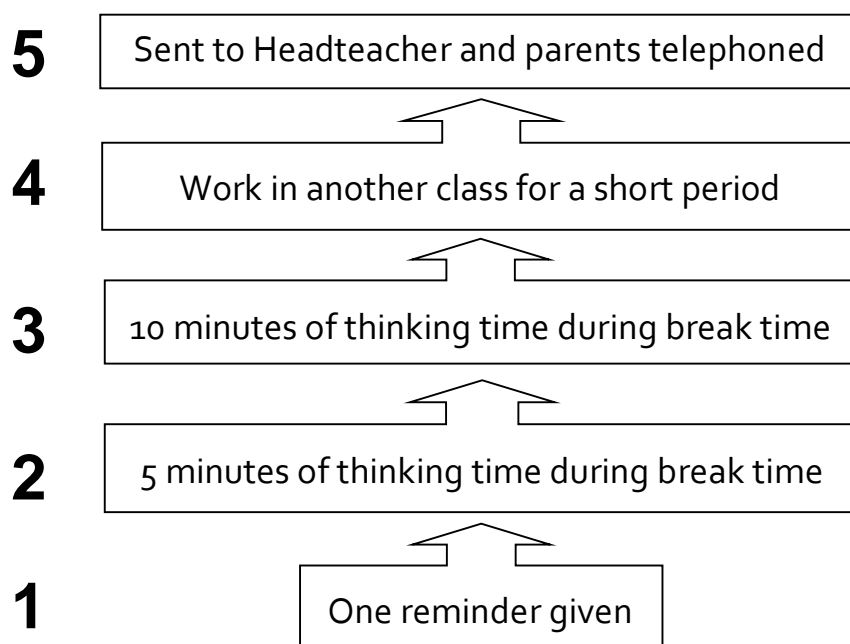 5 Sent to Headteacher and parents telephoned
4 Work in another class for a short period
3 10 minutes of thinking time during break time
2 5 minutes of thinking time during break time
1 One reminder given